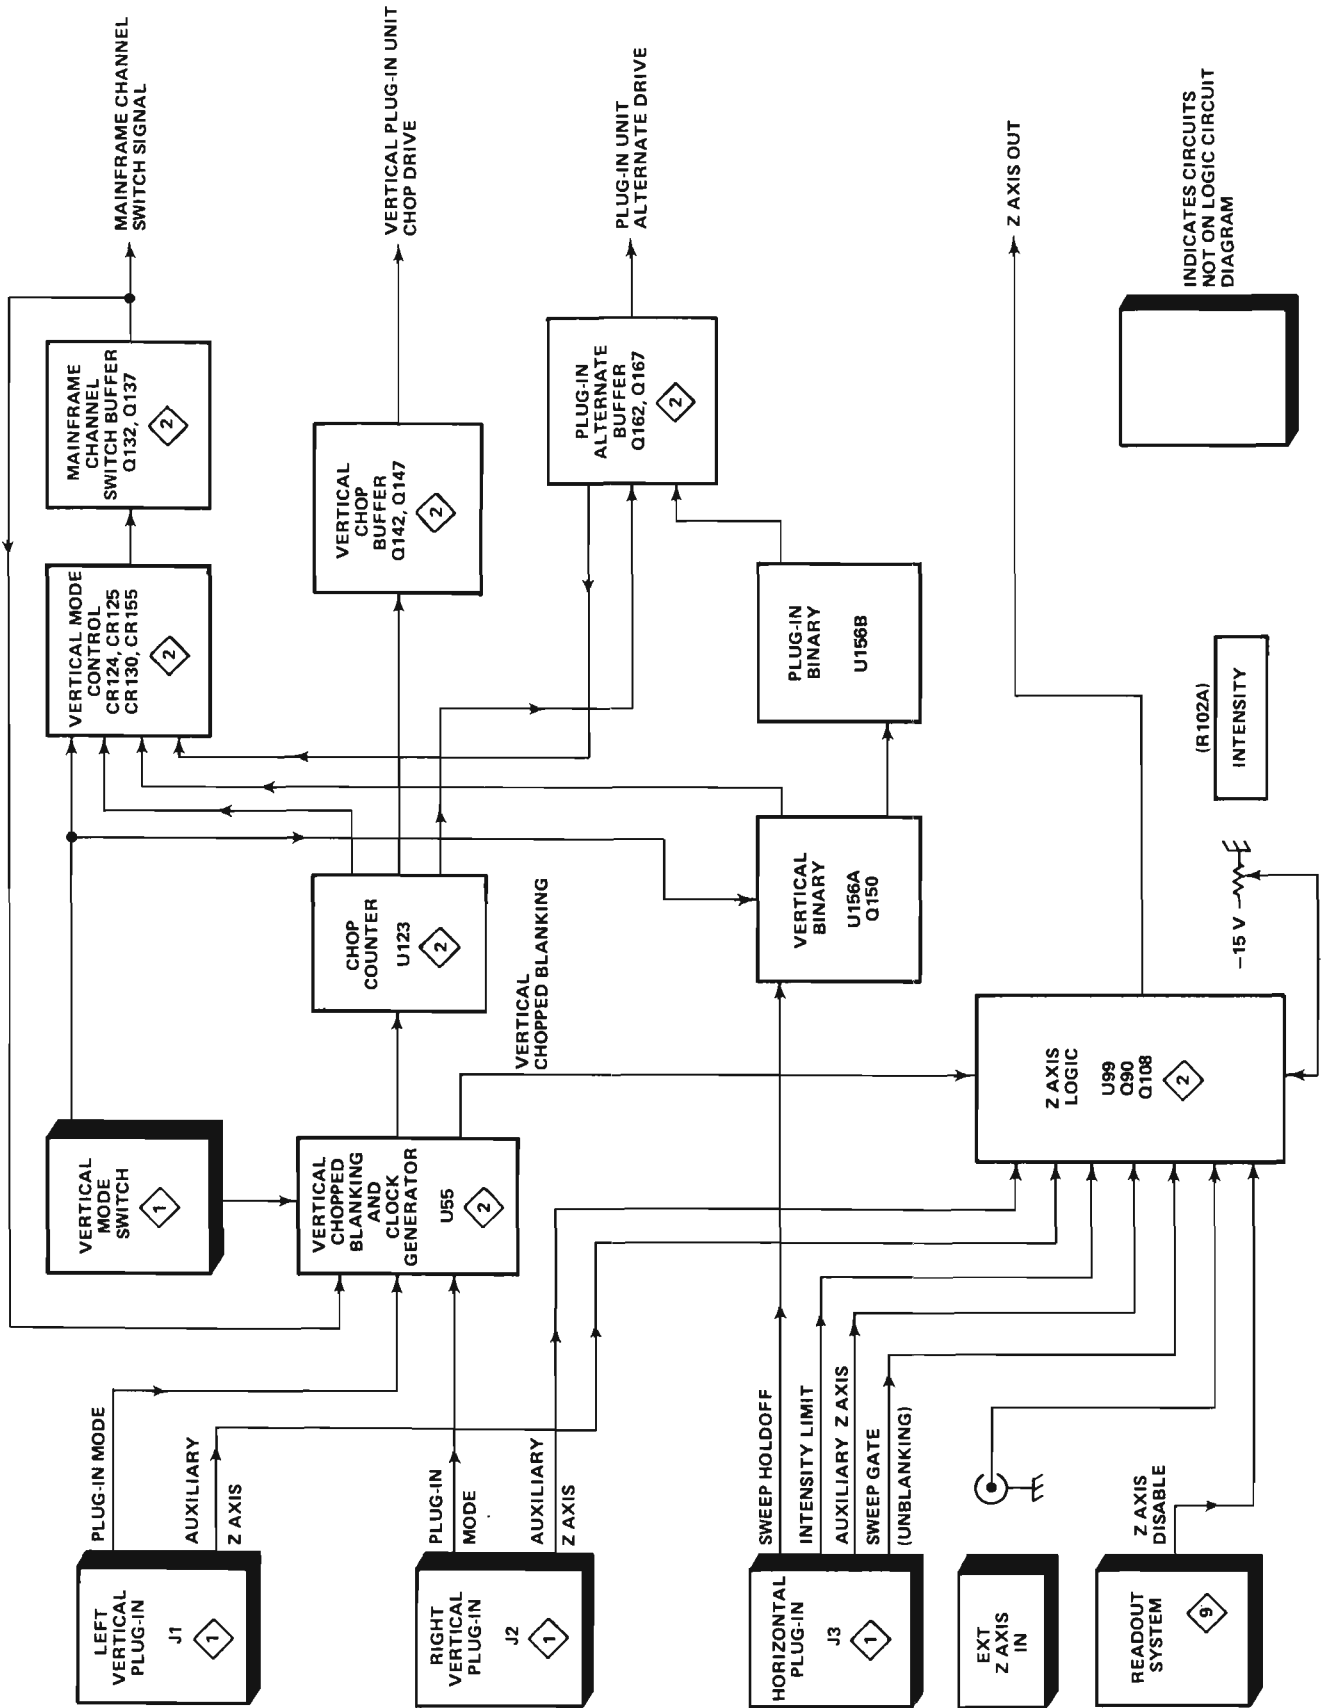 LEFT
VERTICAL
PLUG-IN
J1
1
PLUG-IN MODE
AUXILIARY
Z AXIS
RIGHT
VERTICAL
PLUG-IN
J2
1
PLUG-IN
MODE
AUXILIARY
Z AXIS
HORIZONTAL
PLUG-IN
J3
1
SWEEP HOLDOFF
INTENSITY LIMIT
AUXILIARY Z AXIS
SWEEP GATE
(UNBLANKING)
EXT
Z AXIS
IN
READOUT
SYSTEM
9
Z AXIS
DISABLE
VERTICAL
MODE
SWITCH
1
VERTICAL
CHOPPED
BLANKING
AND
CLOCK
GENERATOR
U55
2
VERTICAL
CHOPPED BLANKING
Z AXIS
LOGIC
U99
Q90
Q108
2
CHOP
COUNTER
U123
2
VERTICAL
BINARY
U156A
Q150
–15 V
(R102A)
INTENSITY
VERTICAL MODE
CONTROL
CR124, CR125
CR130, CR155
2
PLUG-IN
BINARY
U156B
MAINFRAME
CHANNEL
SWITCH BUFFER
Q132, Q137
2
VERTICAL
CHOP
BUFFER
Q142, Q147
2
PLUG-IN
ALTERNATE
BUFFER
Q162, Q167
2
MAINFRAME CHANNEL
SWITCH SIGNAL
VERTICAL PLUG-IN UNIT
CHOP DRIVE
PLUG-IN UNIT
ALTERNATE DRIVE
Z AXIS OUT
INDICATES CIRCUITS
NOT ON LOGIC CIRCUIT
DIAGRAM